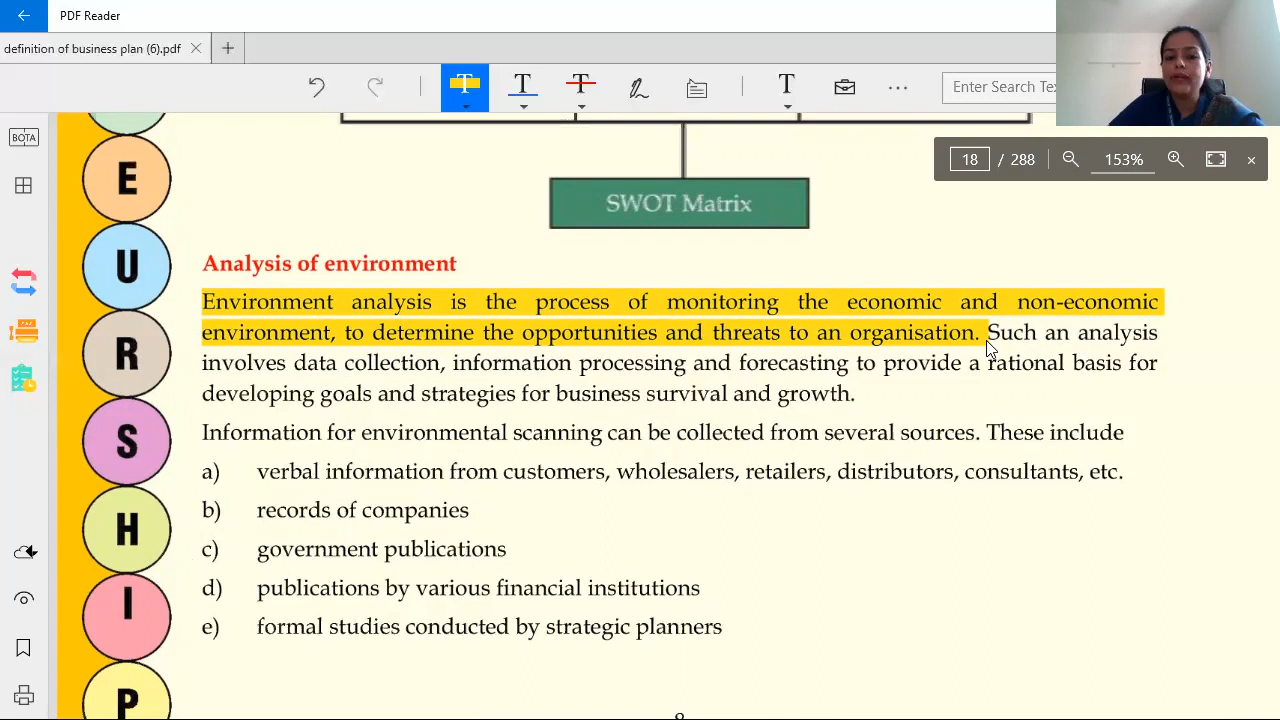 PDF Reader
definition of business plan (6).pdf
Enter Search Te
BOTA
18 / 288
153%
E
U
R
S
H
I
P
SWOT Matrix
Analysis of environment
Environment analysis is the process of monitoring the economic and non-economic
environment, to determine the opportunities and threats to an organisation. Such an analysis
involves data collection, information processing and forecasting to provide a rational basis for
developing goals and strategies for business survival and growth.
Information for environmental scanning can be collected from several sources. These include
a) verbal information from customers, wholesalers, retailers, distributors, consultants, etc.
b) records of companies
c) government publications
d) publications by various financial institutions
e) formal studies conducted by strategic planners